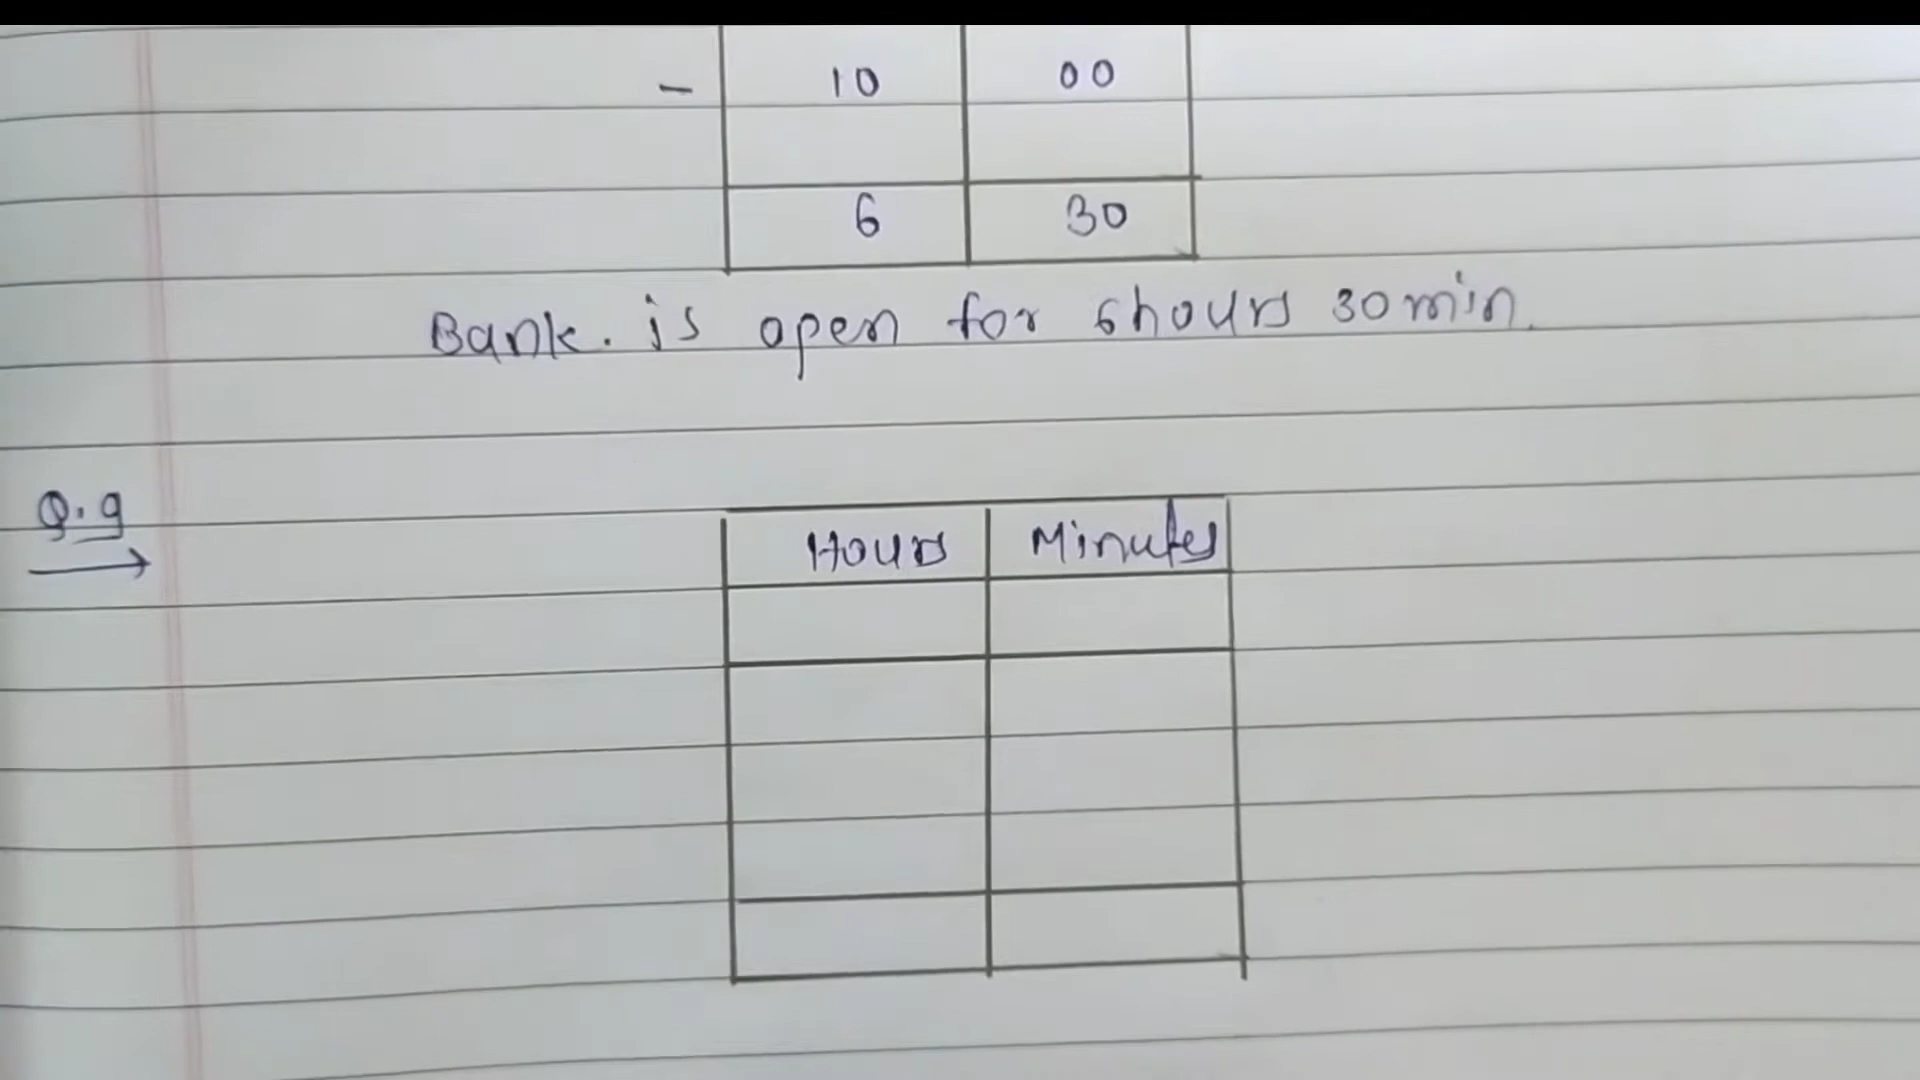 - 10 00
6 30
Bank. is open for 6hours 30min.
Q.9
Hours Minutes